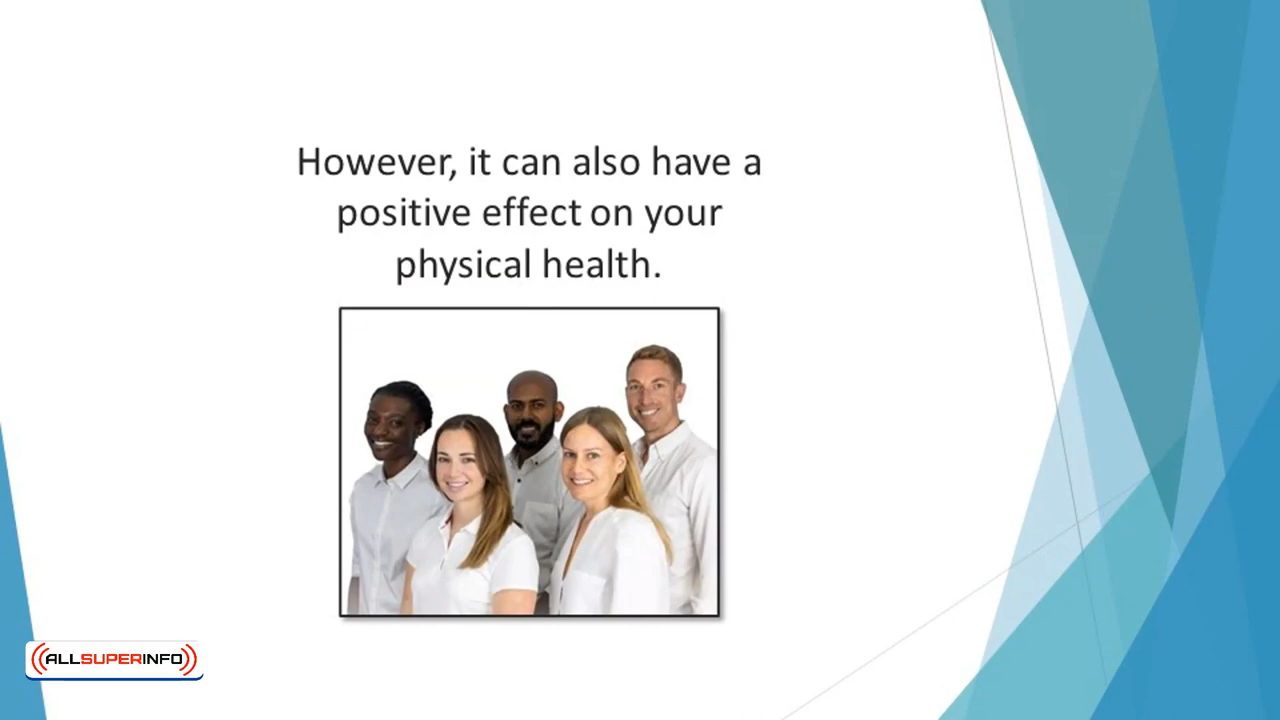 However, it can also have a
positive effect on your
physical health.
ALLSUPERINFO